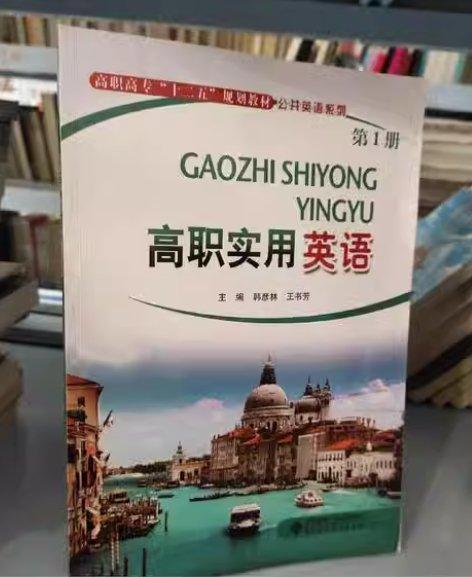 高职高专“十二五”规划教材 公共英语系列
第1册
GAOZHI SHIYONG
YINGYU
高职实用英语
主 编 韩彦林 王书芳